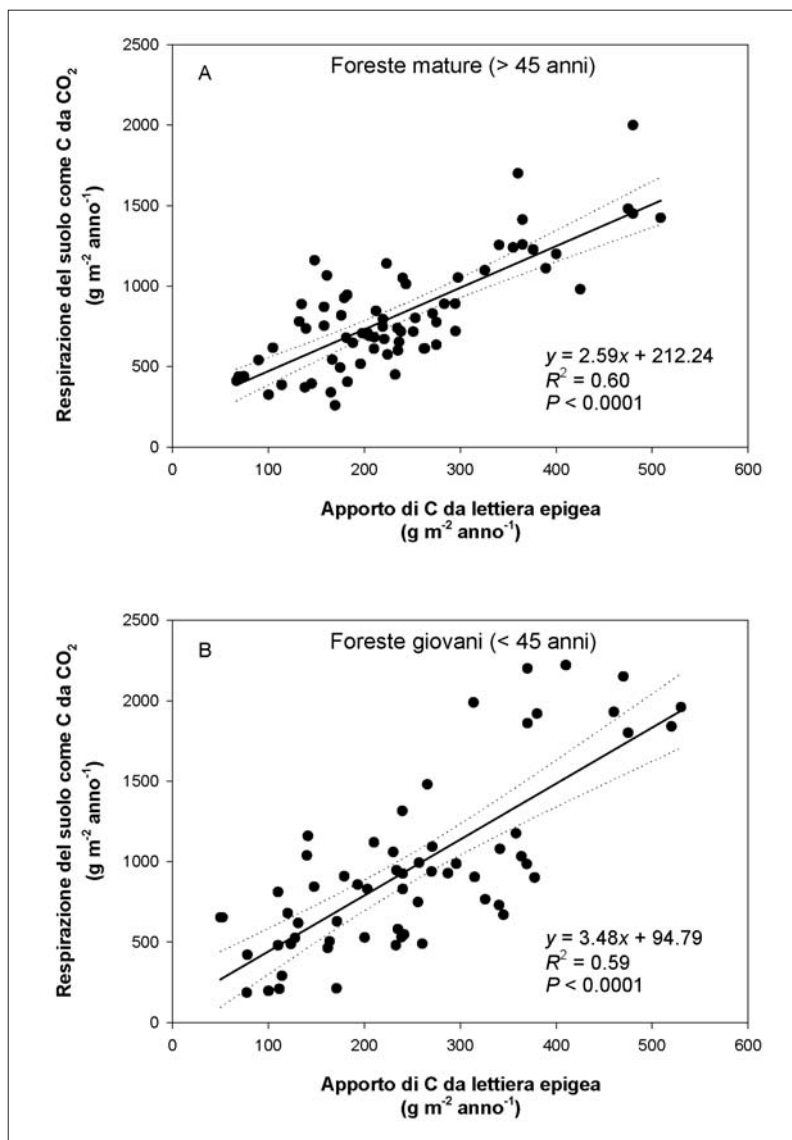 A
Foreste mature (> 45 anni)
Respirazione del suolo come C da CO₂
(g m⁻² anno⁻¹)
2500
2000
1500
1000
500
0
y = 2.59x + 212.24
R² = 0.60
P < 0.0001
0 100 200 300 400 500 600
Apporto di C da lettiera epigea
(g m⁻² anno⁻¹)
B
Foreste giovani (< 45 anni)
Respirazione del suolo come C da CO₂
(g m⁻² anno⁻¹)
2500
2000
1500
1000
500
0
y = 3.48x + 94.79
R² = 0.59
P < 0.0001
0 100 200 300 400 500 600
Apporto di C da lettiera epigea
(g m⁻² anno⁻¹)